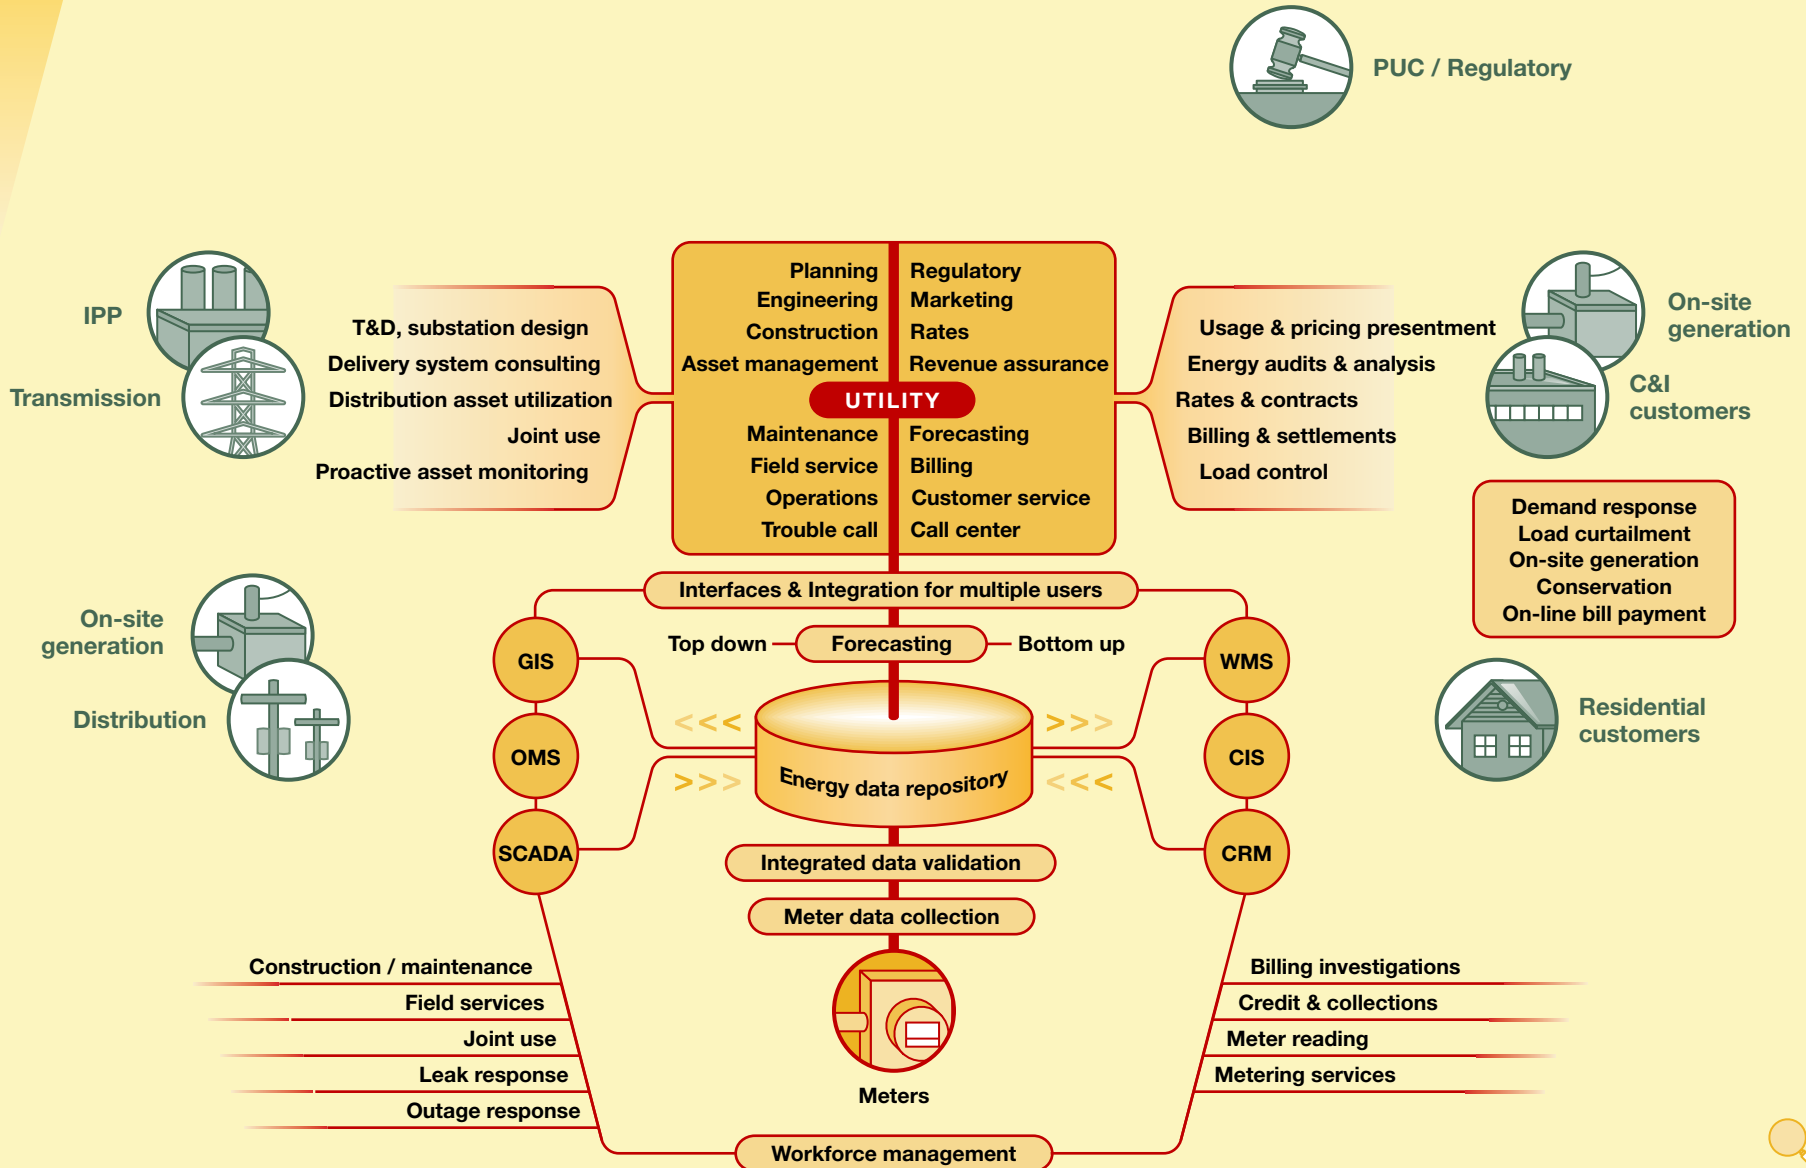 PUC / Regulatory
IPP
Transmission
T&D, substation design
Delivery system consulting
Distribution asset utilization
Joint use
Proactive asset monitoring
Planning
Engineering
Construction
Asset management
Regulatory
Marketing
Rates
Revenue assurance
UTILITY
Maintenance
Field service
Operations
Trouble call
Forecasting
Billing
Customer service
Call center
Usage & pricing presentment
Energy audits & analysis
Rates & contracts
Billing & settlements
Load control
On-site
generation
C&I
customers
Demand response
Load curtailment
On-site generation
Conservation
On-line bill payment
Interfaces & Integration for multiple users
Top down
Forecasting
Bottom up
On-site
generation
Distribution
GIS
OMS
SCADA
<<<
>>>
>>>
<<<
Energy data repository
WMS
CIS
CRM
Residential
customers
Integrated data validation
Meter data collection
Meters
Construction / maintenance
Field services
Joint use
Leak response
Outage response
Billing investigations
Credit & collections
Meter reading
Metering services
Workforce management